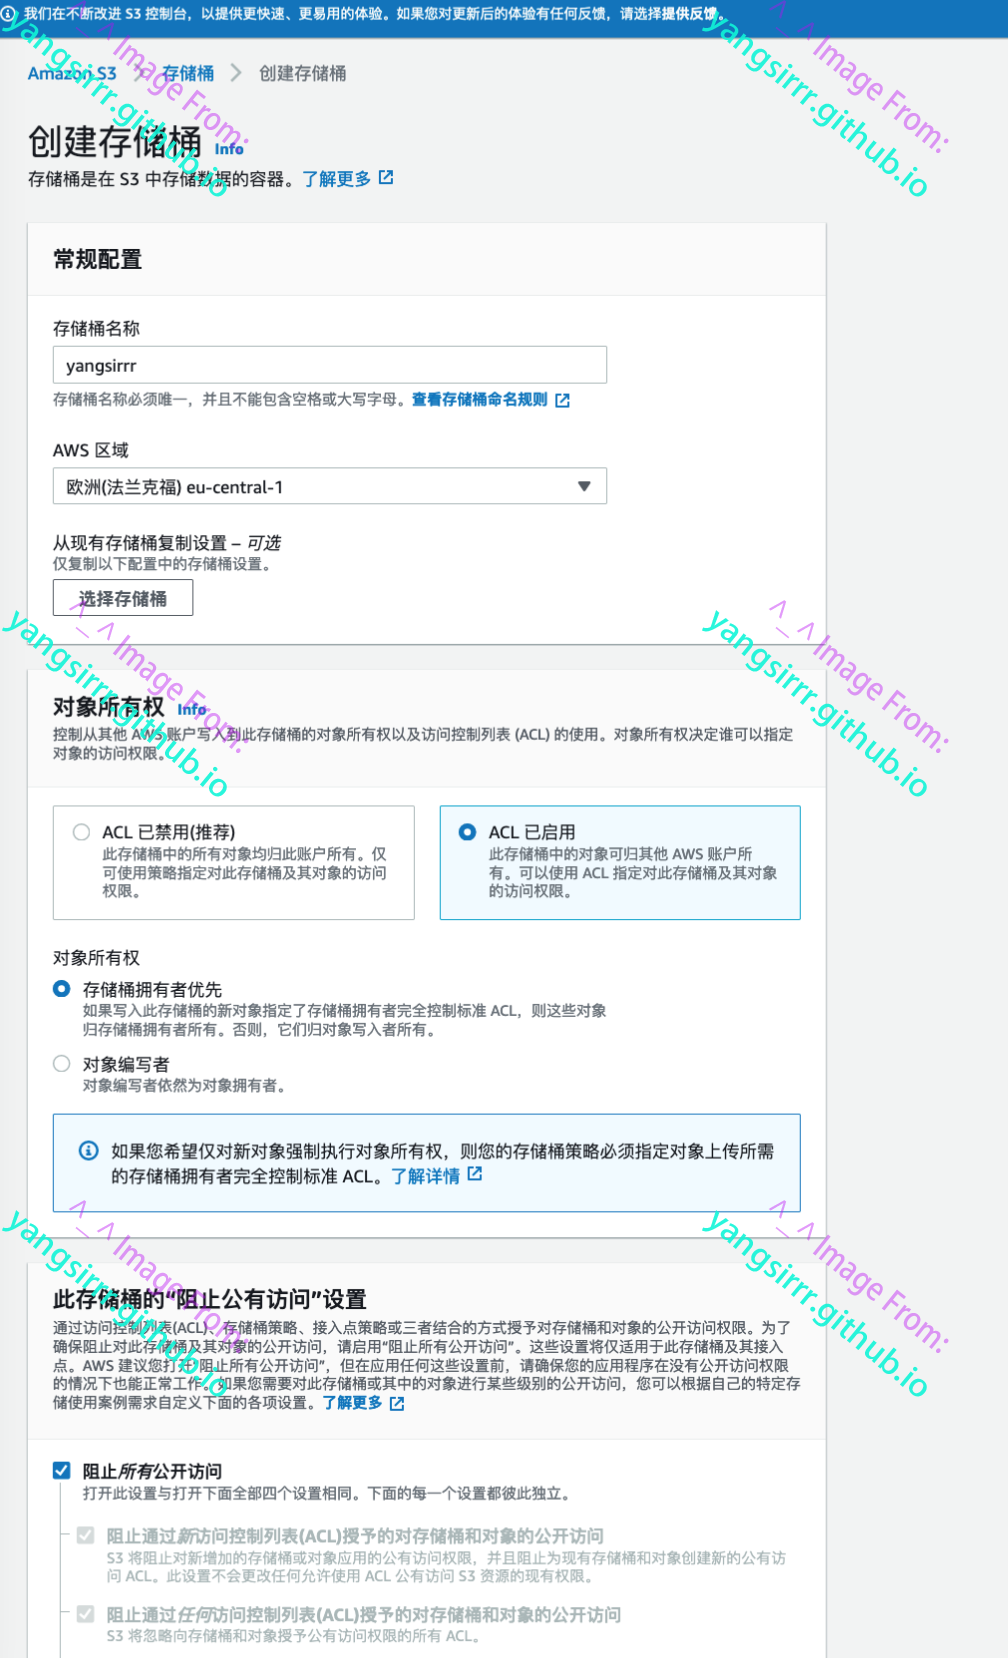 我们在不断改进 S3 控制台，以提供更快速、更易用的体验。如果您对更新后的体验有任何反馈，请选择提供反馈。
Amazon S3 > 存储桶 > 创建存储桶
创建存储桶 Info
存储桶是在 S3 中存储数据的容器。了解更多
常规配置
存储桶名称
yangsirrr
存储桶名称必须唯一，并且不能包含空格或大写字母。查看存储桶命名规则
AWS 区域
欧洲(法兰克福) eu-central-1
从现有存储桶复制设置 – 可选
仅复制以下配置中的存储桶设置。
选择存储桶
对象所有权 Info
控制从其他 AWS 账户写入到此存储桶的对象所有权以及访问控制列表 (ACL) 的使用。对象所有权决定谁可以指定
对象的访问权限。
ACL 已禁用(推荐)
此存储桶中的所有对象均归此账户所有。仅
可使用策略指定对此存储桶及其对象的访问
权限。
ACL 已启用
此存储桶中的对象可归其他 AWS 账户所
有。可以使用 ACL 指定对此存储桶及其对象
的访问权限。
对象所有权
存储桶拥有者优先
如果写入此存储桶的新对象指定了存储桶拥有者完全控制标准 ACL，则这些对象
归存储桶拥有者所有。否则，它们归对象写入者所有。
对象编写者
对象编写者依然为对象拥有者。
如果您希望仅对新对象强制执行对象所有权，则您的存储桶策略必须指定对象上传所需
的存储桶拥有者完全控制标准 ACL。了解详情
此存储桶的“阻止公有访问”设置
通过访问控制列表(ACL)、存储桶策略、接入点策略或三者结合的方式授予对存储桶和对象的公开访问权限。为了
确保阻止对此存储桶及其对象的公开访问，请启用“阻止所有公开访问”。这些设置将仅适用于此存储桶及其接入
点。AWS 建议您打开“阻止所有公开访问”，但在应用任何这些设置前，请确保您的应用程序在没有公开访问权限
的情况下也能正常工作。如果您需要对此存储桶或其中的对象进行某些级别的公开访问，您可以根据自己的特定存
储使用案例需求自定义下面的各项设置。了解更多
阻止所有公开访问
打开此设置与打开下面全部四个设置相同。下面的每一个设置都彼此独立。
阻止通过新访问控制列表(ACL)授予的对存储桶和对象的公开访问
S3 将阻止对新增加的存储桶或对象应用的公有访问权限，并且阻止为现有存储桶和对象创建新的公有访
问 ACL。此设置不会更改任何允许使用 ACL 公有访问 S3 资源的现有权限。
阻止通过任何访问控制列表(ACL)授予的对存储桶和对象的公开访问
S3 将忽略向存储桶和对象授予公有访问权限的所有 ACL。
^_^ Image From:
yangsirrr.github.io
^_^ Image From:
yangsirrr.github.io
^_^ Image From:
yangsirrr.github.io
^_^ Image From:
yangsirrr.github.io
^_^ Image From:
yangsirrr.github.io
^_^ Image From:
yangsirrr.github.io